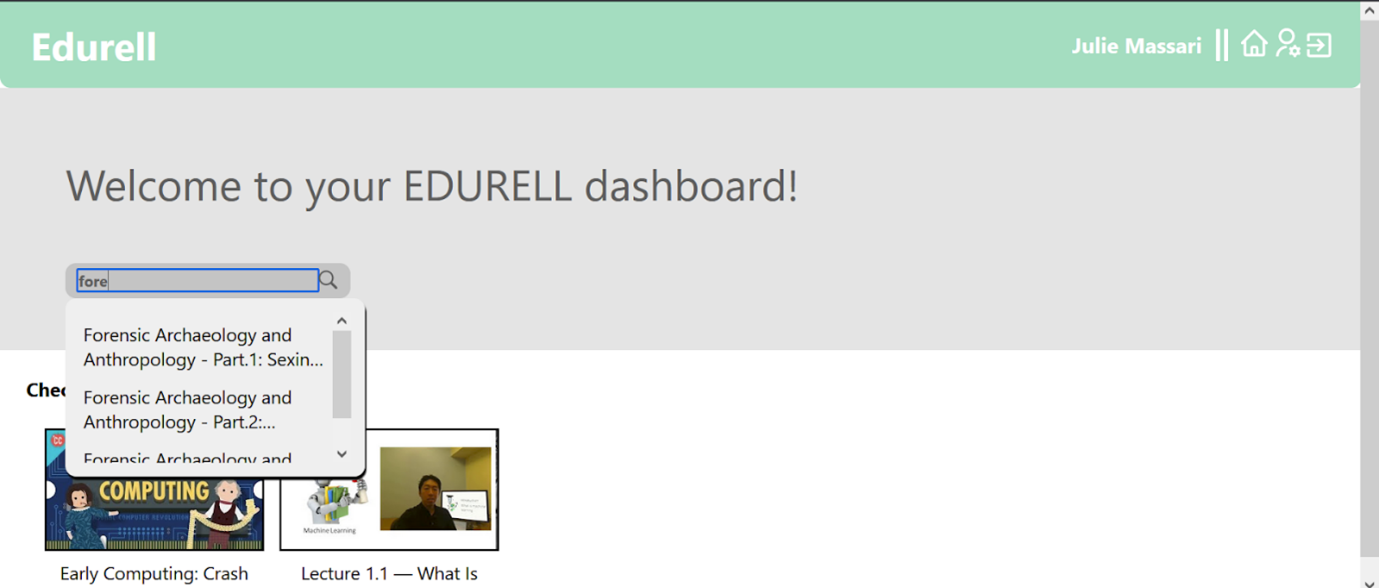 Edurell
Julie Massari
Welcome to your EDURELL dashboard!
fore
Forensic Archaeology and
Anthropology - Part.1: Sexin...
Forensic Archaeology and
Anthropology - Part.2:...
Forensic Archaeology and
Chec
COMPUTING
Machine Learning
Early Computing: Crash
Lecture 1.1 — What Is